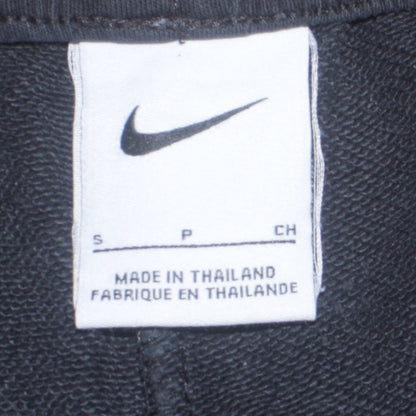 S P CH
MADE IN THAILAND
FABRIQUE EN THAILANDE